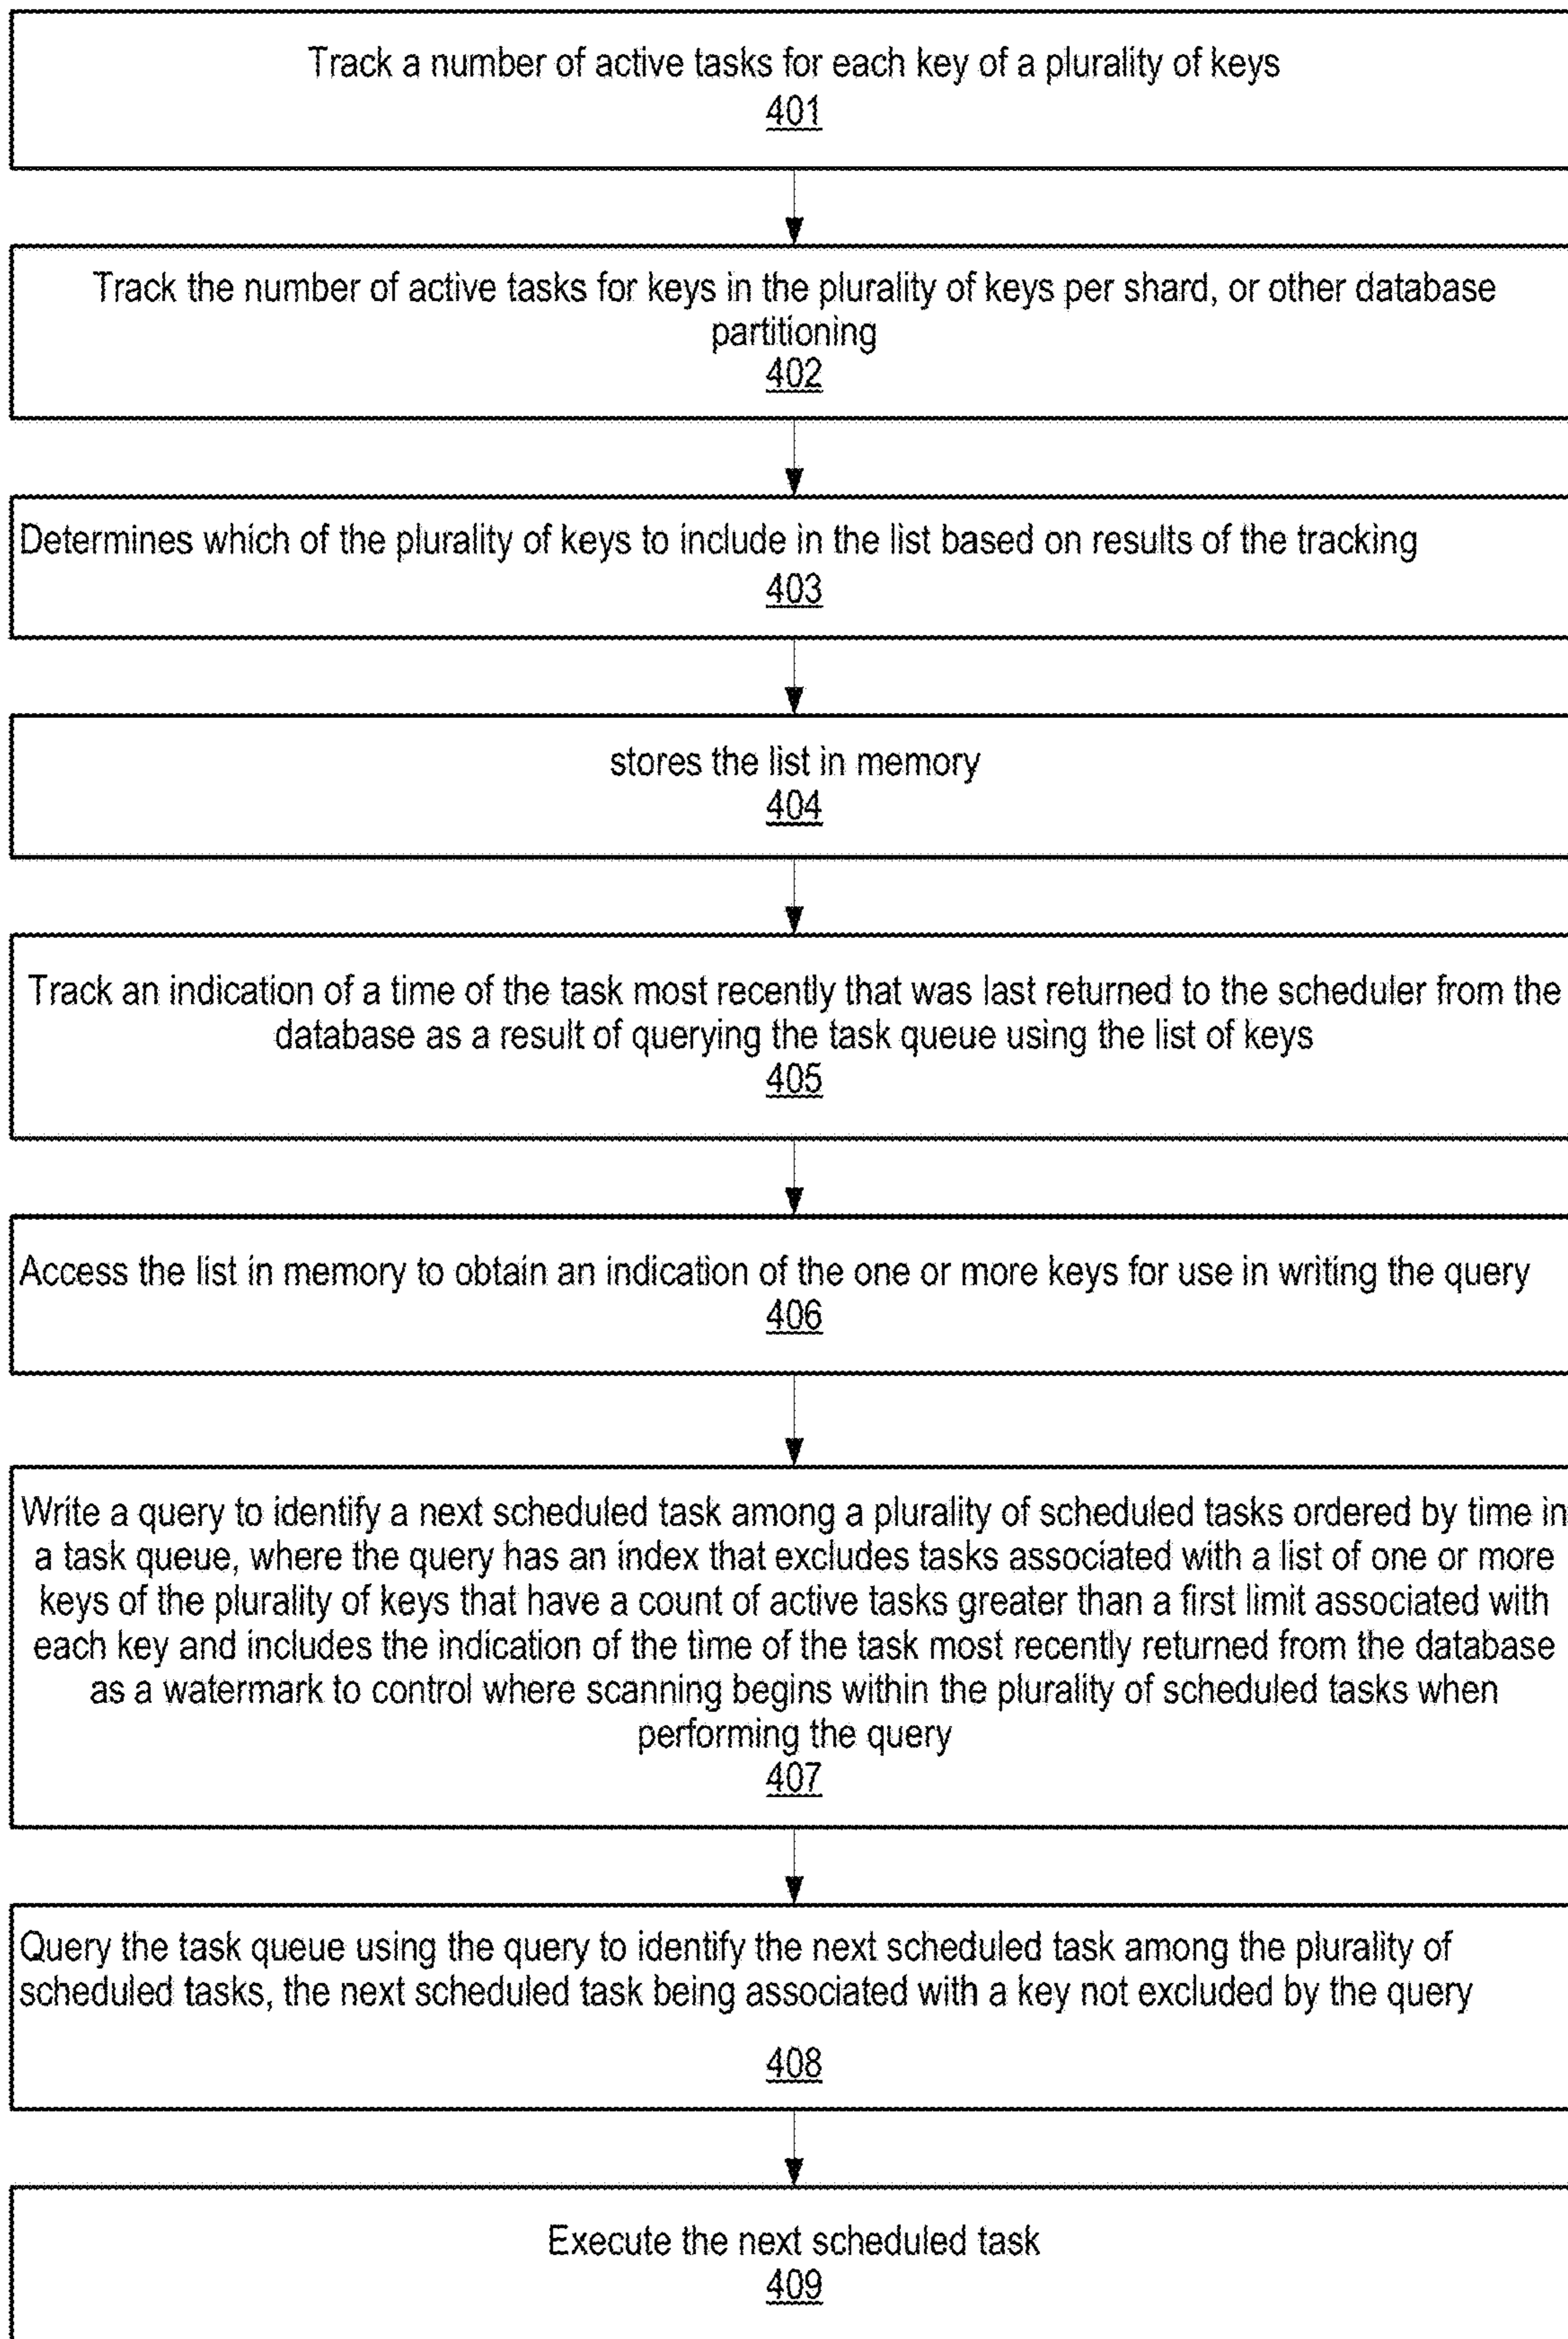 Track a number of active tasks for each key of a plurality of keys
401
Track the number of active tasks for keys in the plurality of keys per shard, or other database
partitioning
402
Determines which of the plurality of keys to include in the list based on results of the tracking
403
stores the list in memory
404
Track an indication of a time of the task most recently that was last returned to the scheduler from the
database as a result of querying the task queue using the list of keys
405
Access the list in memory to obtain an indication of the one or more keys for use in writing the query
406
Write a query to identify a next scheduled task among a plurality of scheduled tasks ordered by time in
a task queue, where the query has an index that excludes tasks associated with a list of one or more
keys of the plurality of keys that have a count of active tasks greater than a first limit associated with
each key and includes the indication of the time of the task most recently returned from the database
as a watermark to control where scanning begins within the plurality of scheduled tasks when
performing the query
407
Query the task queue using the query to identify the next scheduled task among the plurality of
scheduled tasks, the next scheduled task being associated with a key not excluded by the query
408
Execute the next scheduled task
409